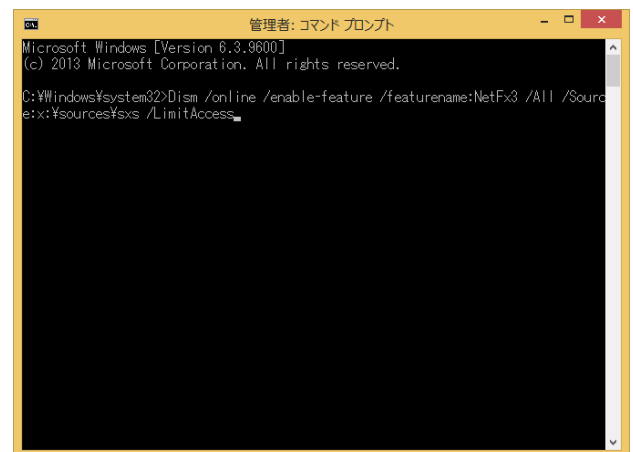 管理者: コマンド プロンプト
Microsoft Windows [Version 6.3.9600]
(c) 2013 Microsoft Corporation. All rights reserved.
C:¥Windows¥system32>Dism /online /enable-feature /featurename:NetFx3 /All /Sourc
e:x:¥sources¥sxs /LimitAccess